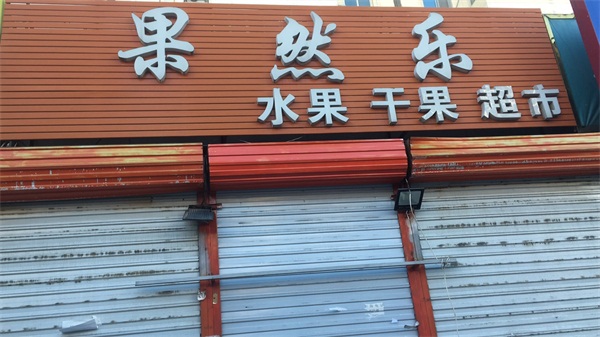 果然乐
水果 干果 超市